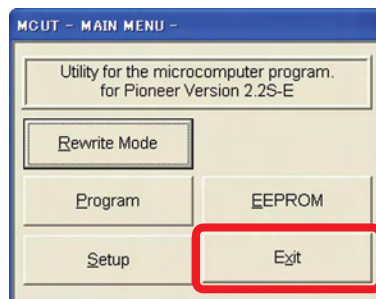 MCUT - MAIN MENU -
Utility for the microcomputer program.
for Pioneer Version 2.2S-E
Rewrite Mode
Program
EEPROM
Setup
Exit